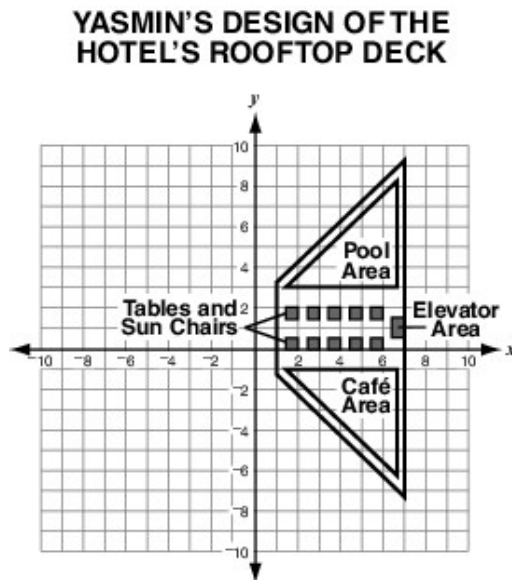 YASMIN'S DESIGN OF THE
HOTEL'S ROOFTOP DECK
y
10
8
6
4
2
Pool
Area
Tables and
Sun Chairs
Elevator
Area
−10
−8
−6
−4
−2
2
4
6
8
10
x
Café
Area
−2
−4
−6
−8
−10